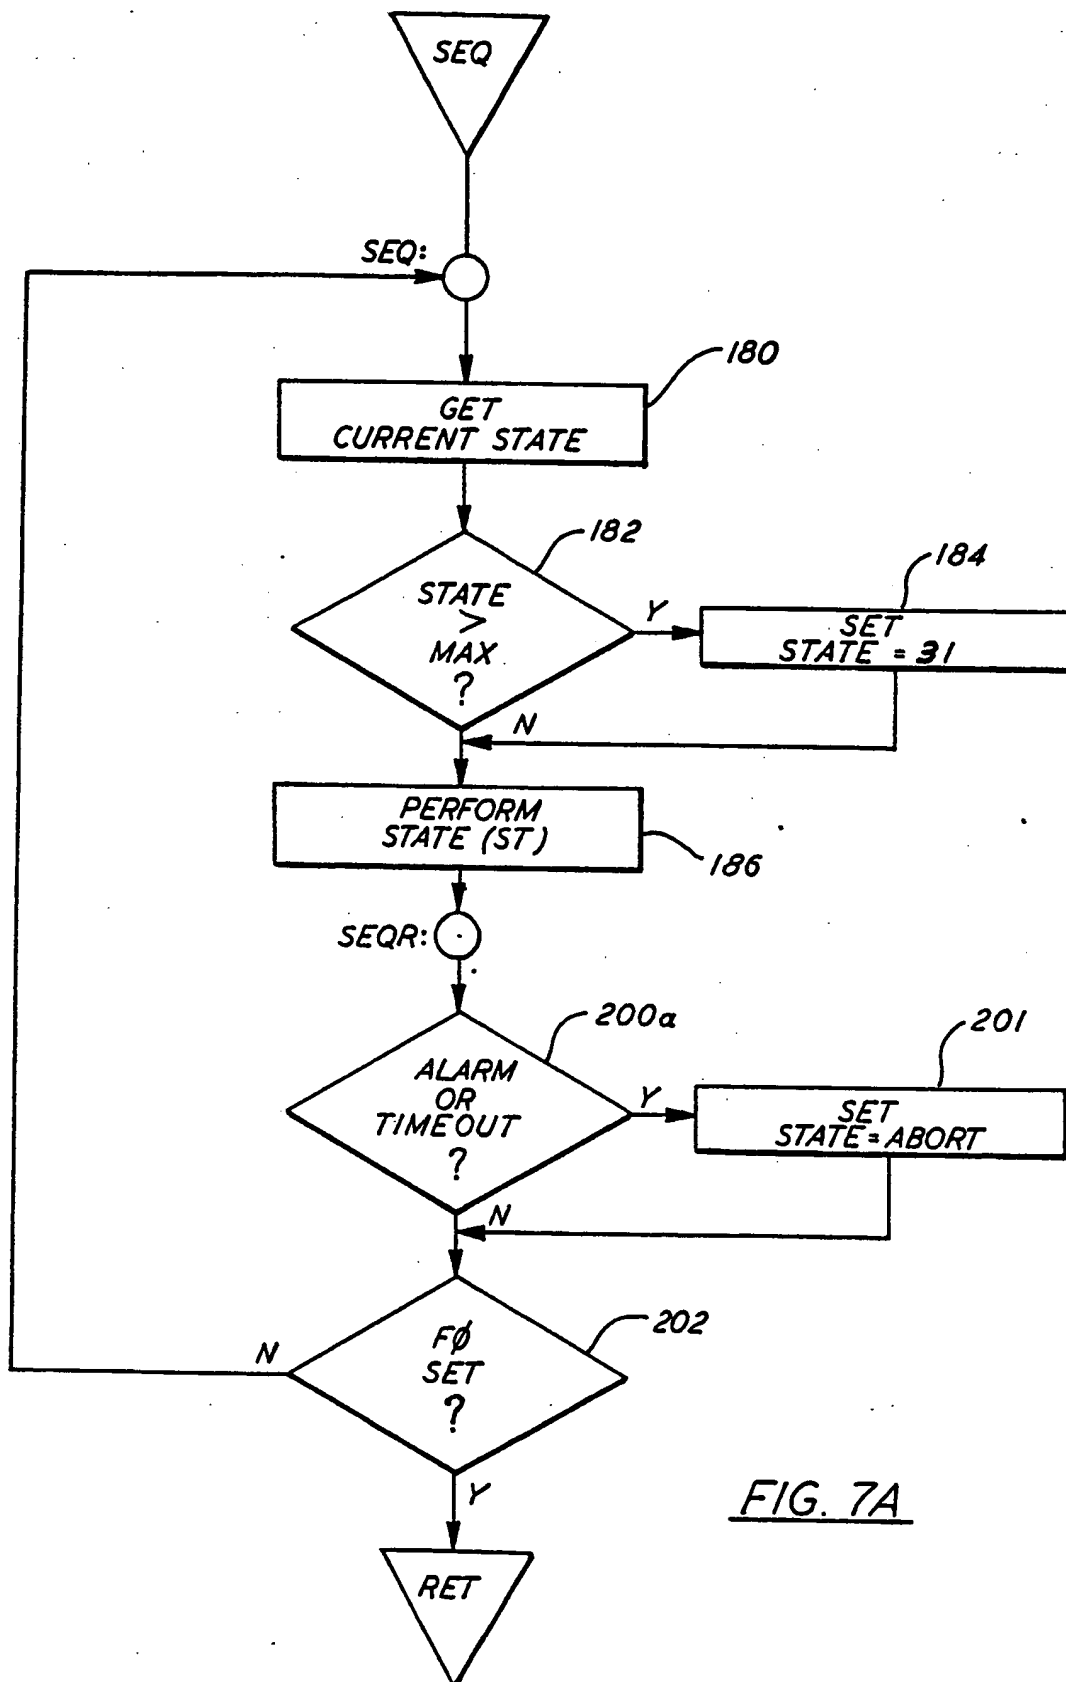 SEQ
SEQ:
180
GET
CURRENT STATE
182
STATE
>
MAX
?
Y
184
SET
STATE = 31
N
PERFORM
STATE (ST)
186
SEQR:
200a
ALARM
OR
TIMEOUT
?
Y
201
SET
STATE=ABORT
N
202
FØ
SET
?
N
Y
RET
FIG. 7A